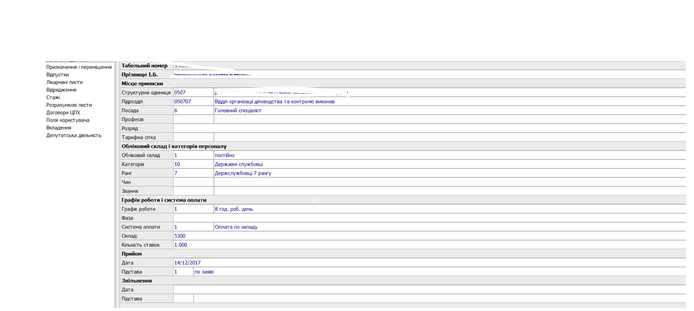 Призначення і переміщення
Відпустки
Лікарняні листи
Відрядження
Стажі
Розрахункові листи
Договори ЦПХ
Поля користувача
Вкладення
Депутатська діяльність
Табельний номер
Прізвище І.Б.
Місце приписки
Структурна одиниця 0507
Підрозділ 050707 Відділ організації діловодства та контролю виконав
Посада 6 Головний спеціаліст
Професія
Розряд
Тарифна сітка
Обліковий склад і категорія персоналу
Обліковий склад 1 постійно
Категорія 10 Державні службовці
Ранг 7 Держслужбовці 7 рангу
Чин
Звання
Графік роботи і система оплати
Графік роботи 1 8 год. роб. день
Фаза
Система оплати 1 Оплата по окладу
Оклад: 5300
Кількість ставок 1.000
Прийом
Дата 14/12/2017
Підстава 1 по заяві
Звільнення
Дата
Підстава